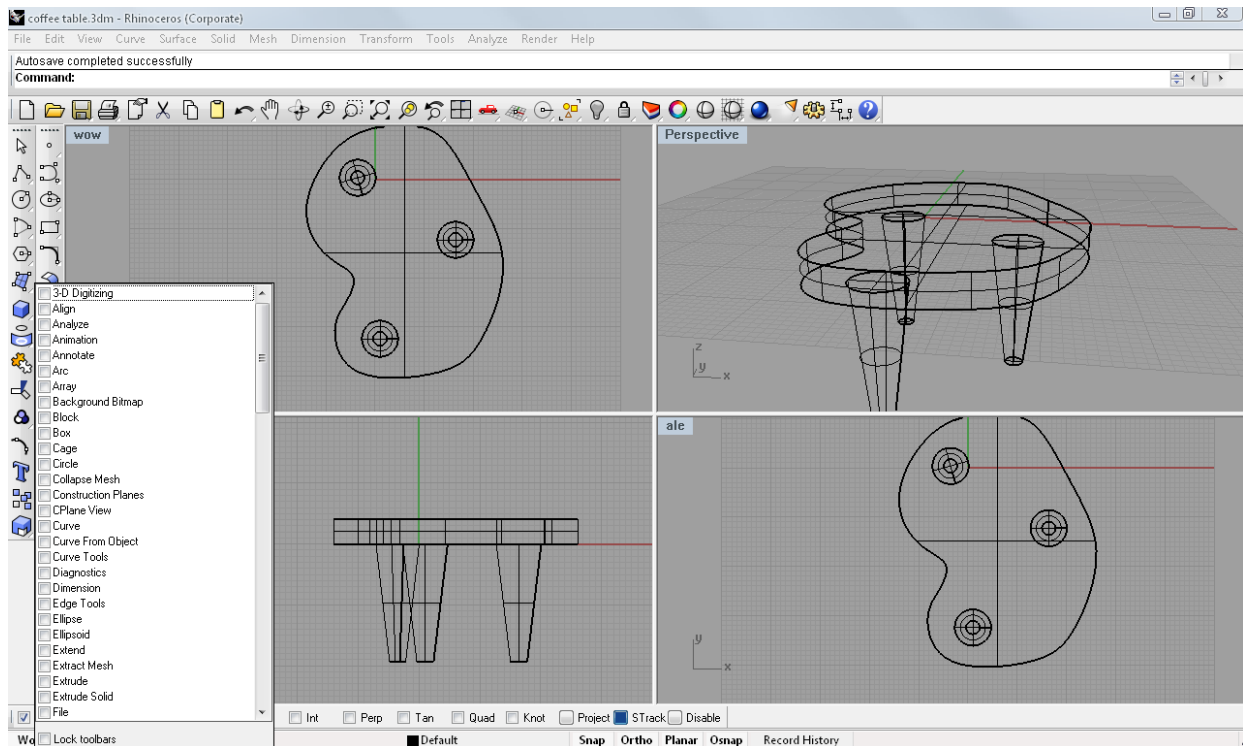 coffee table.3dm - Rhinoceros (Corporate)
File Edit View Curve Surface Solid Mesh Dimension Transform Tools Analyze Render Help
Autosave completed successfully
Command:
wow
Perspective
z
y
x
3-D Digitizing
Align
Analyze
Animation
Annotate
Arc
Array
Background Bitmap
Block
Box
Cage
Circle
Collapse Mesh
Construction Planes
CPlane View
Curve
Curve From Object
Curve Tools
Diagnostics
Dimension
Edge Tools
Ellipse
Ellipsoid
Extend
Extract Mesh
Extrude
Extrude Solid
File
Lock toolbars
ale
y
x
Int Perp Tan Quad Knot Project STrack Disable
Wo Default Snap Ortho Planar Osnap Record History